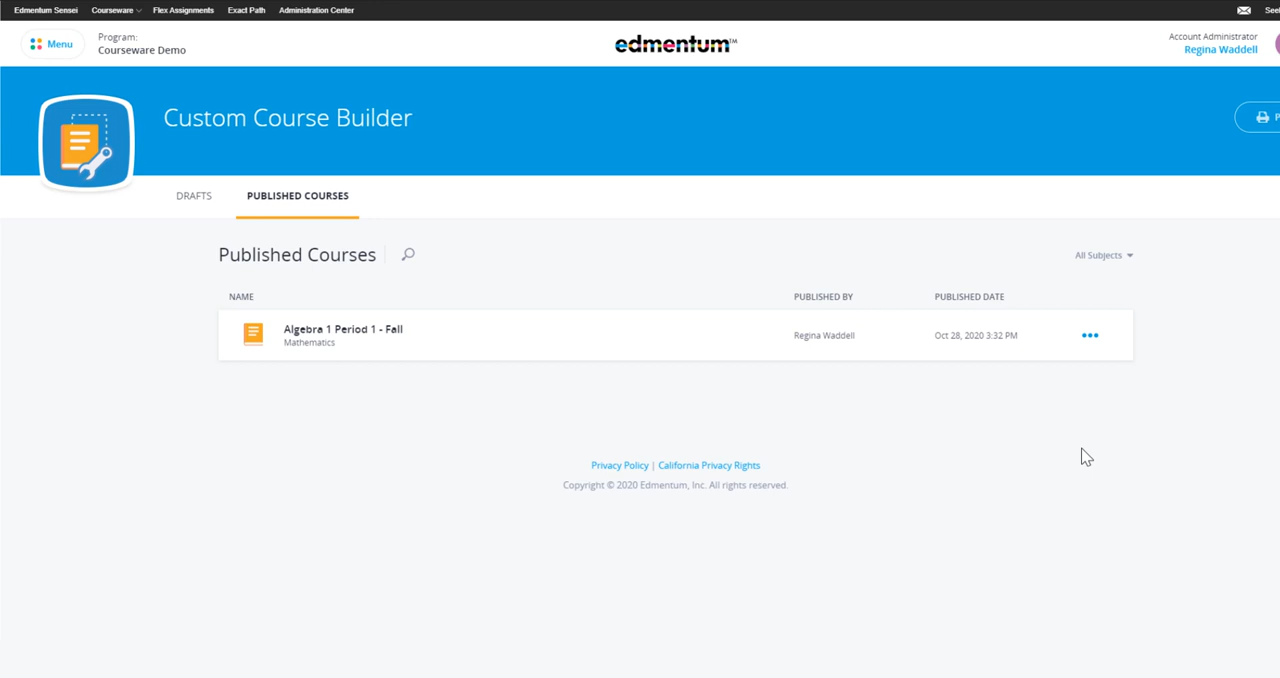 Edmentum Sensei Courseware Flex Assignments Exact Path Administration Center
Menu
Program:
Courseware Demo
edmentum™
Account Administrator
Regina Waddell
Custom Course Builder
DRAFTS PUBLISHED COURSES
Published Courses
All Subjects
NAME PUBLISHED BY PUBLISHED DATE
Algebra 1 Period 1 - Fall
Mathematics
Regina Waddell
Oct 28, 2020 3:32 PM
Privacy Policy | California Privacy Rights
Copyright © 2020 Edmentum, Inc. All rights reserved.